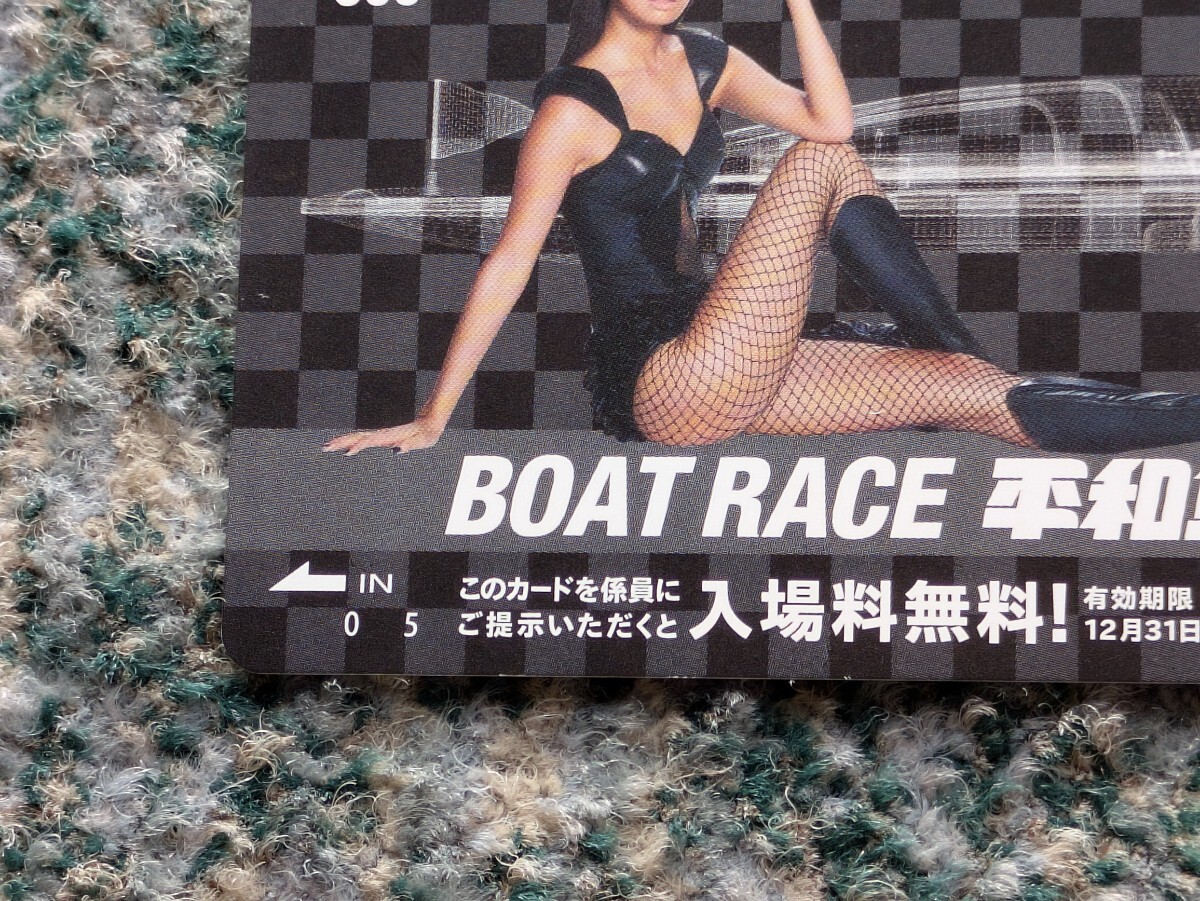 BOAT RACE 平和
IN
0 5
このカードを係員に
ご提示いただくと
入場料無料!
有効期限
12月31日